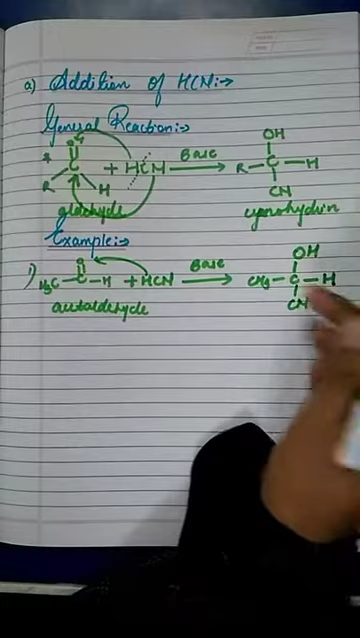 a) Addition of HCN:→
General Reaction:→
O OH
R C + HCN Base → R—C—H
H CN
aldehyde cyanohydrin
Example:→
O OH
1) H₃C—C—H + HCN Base → CH₃—C—H
acetaldehyde CN